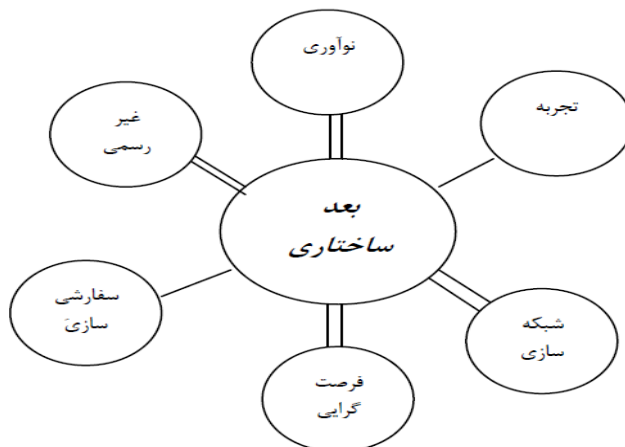 نوآوری
تجربه
غیر
رسمی
بعد
ساختاری
سفارشی
سازیَ
شبکه
سازی
فرصت
گرایی